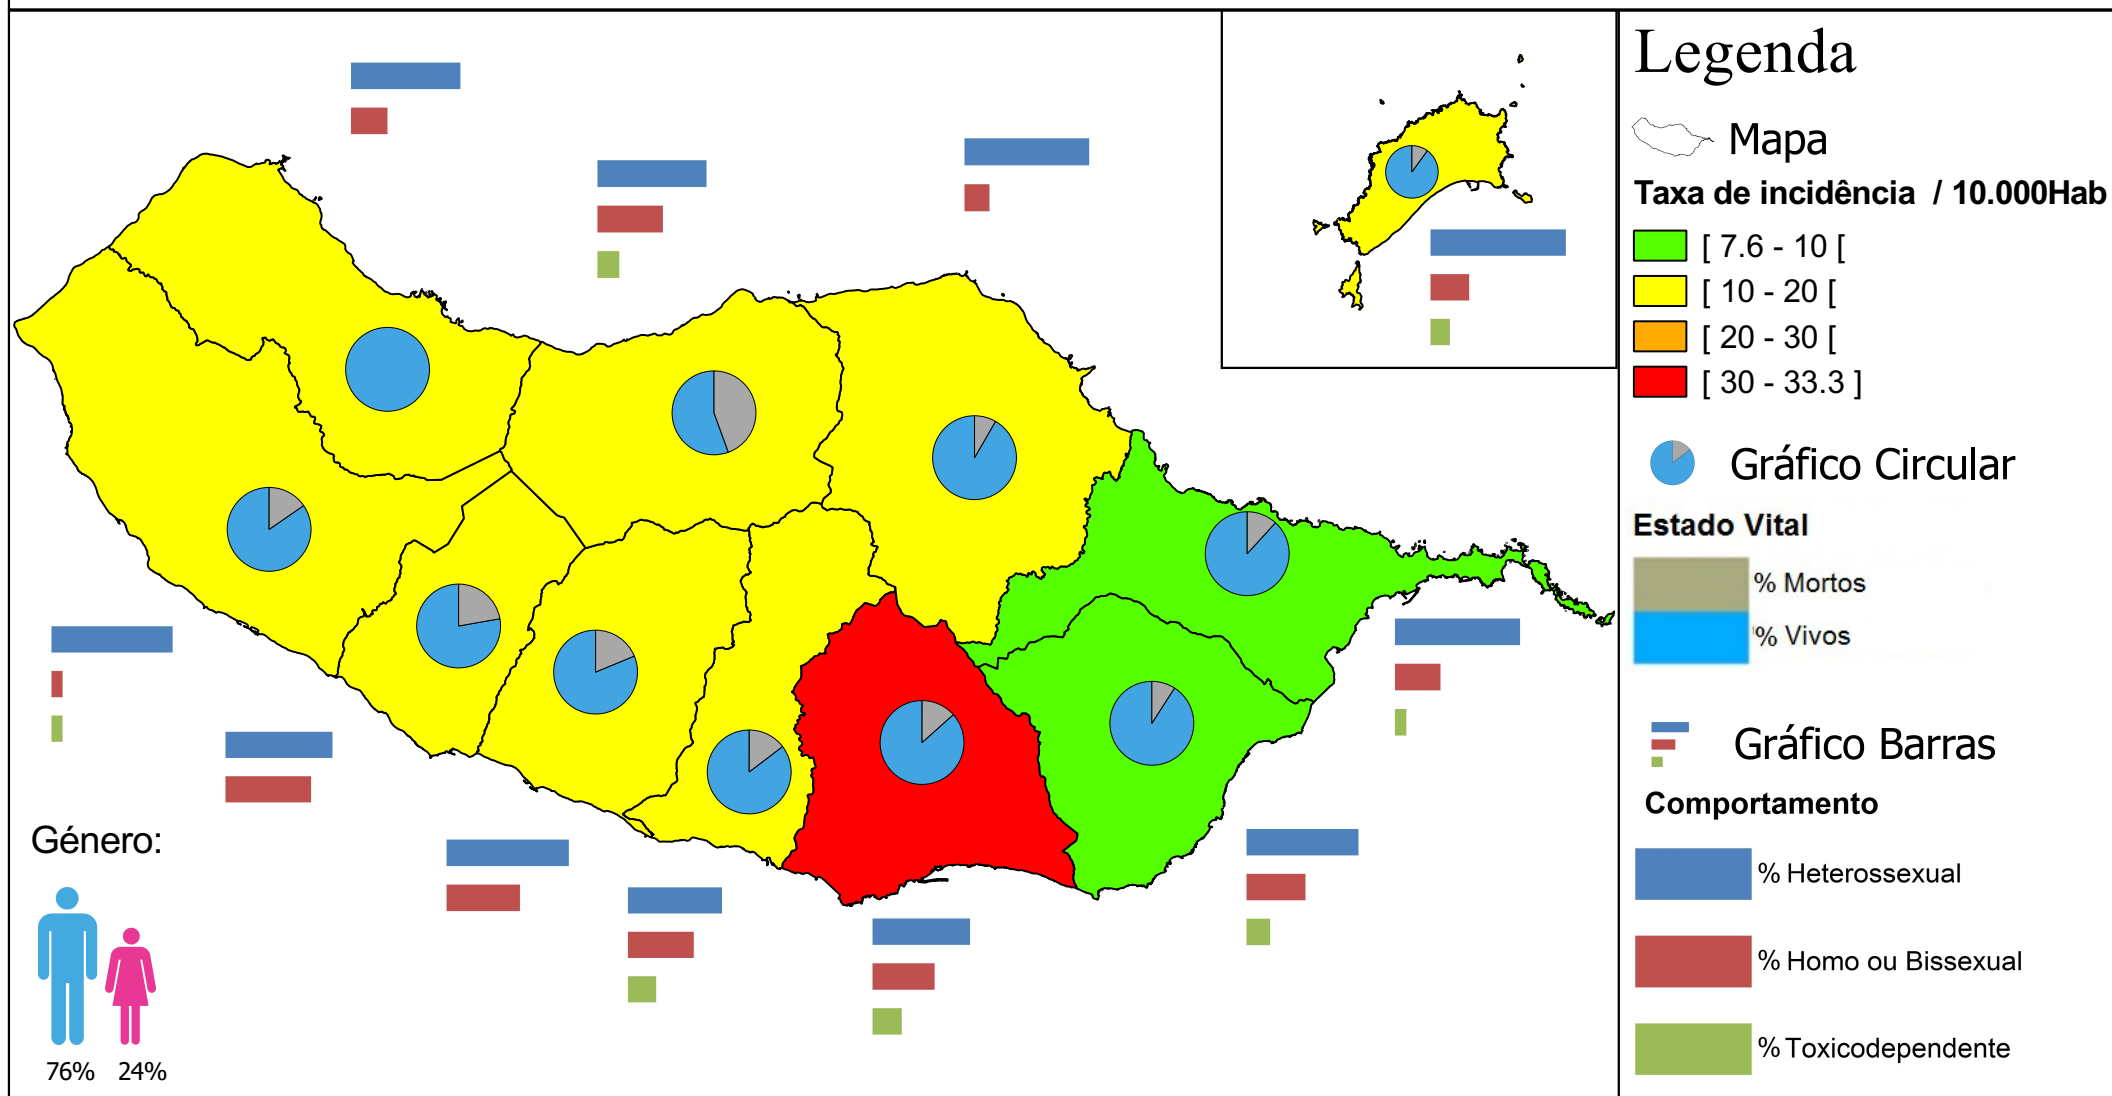 Legenda
Mapa
Taxa de incidência / 10.000Hab
[ 7.6 - 10 [
[ 10 - 20 [
[ 20 - 30 [
[ 30 - 33.3 ]
Gráfico Circular
Estado Vital
% Mortos
% Vivos
Gráfico Barras
Comportamento
% Heterossexual
% Homo ou Bissexual
% Toxicodependente
Género:
76% 24%